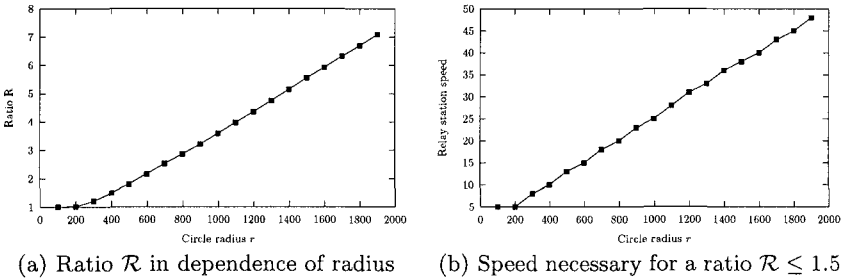 8
7
6
5
4
3
2
1
Ratio R
0 200 400 600 800 1000 1200 1400 1600 1800 2000
Circle radius r
(a) Ratio R in dependence of radius
50
45
40
35
30
25
20
15
10
5
Relay station speed
0 200 400 600 800 1000 1200 1400 1600 1800 2000
Circle radius r
(b) Speed necessary for a ratio R ≤ 1.5